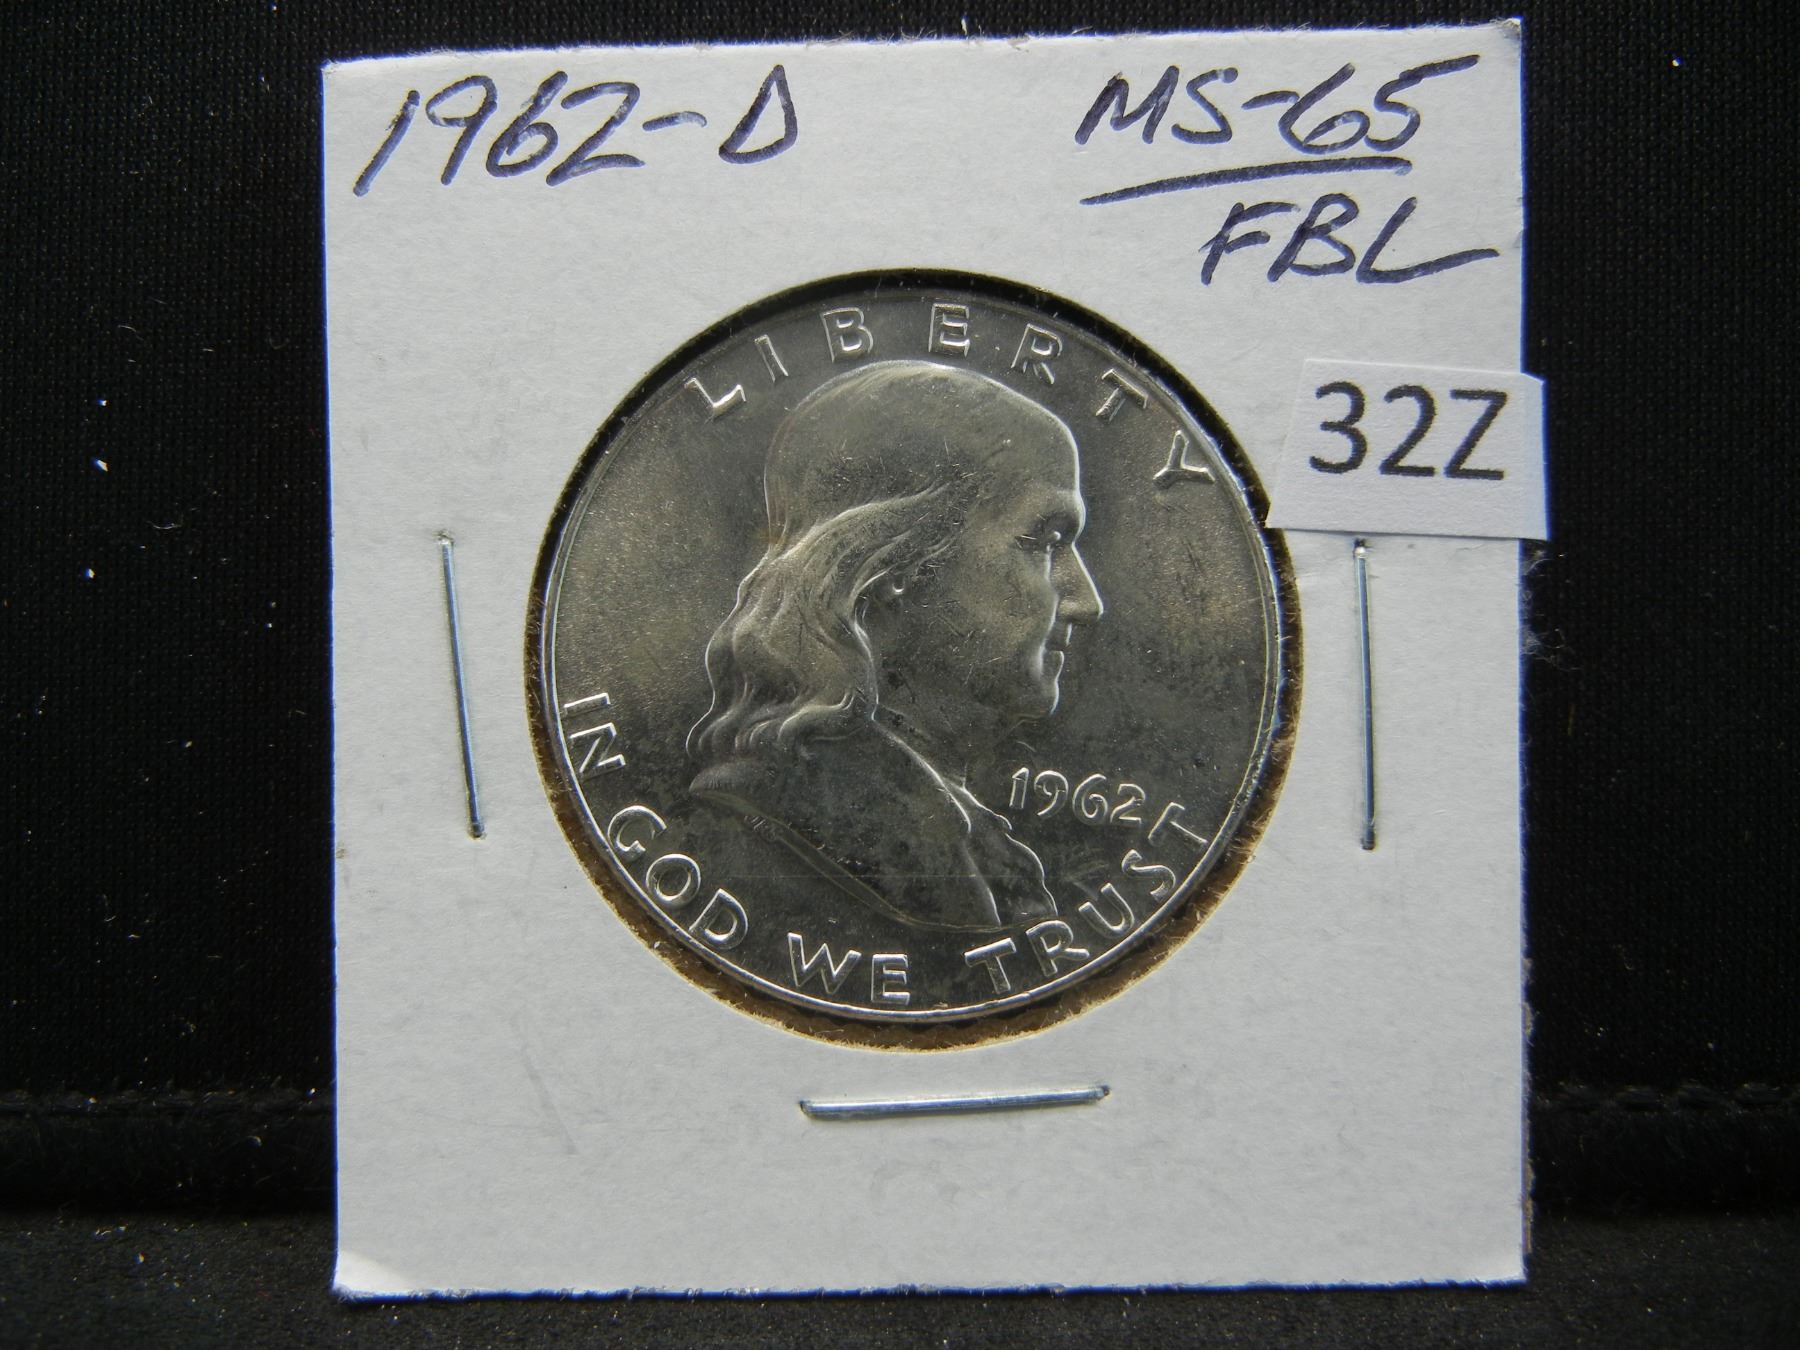 1962-D
MS-65
FBL
32Z
LIBERTY
1962
IN GOD WE TRUST